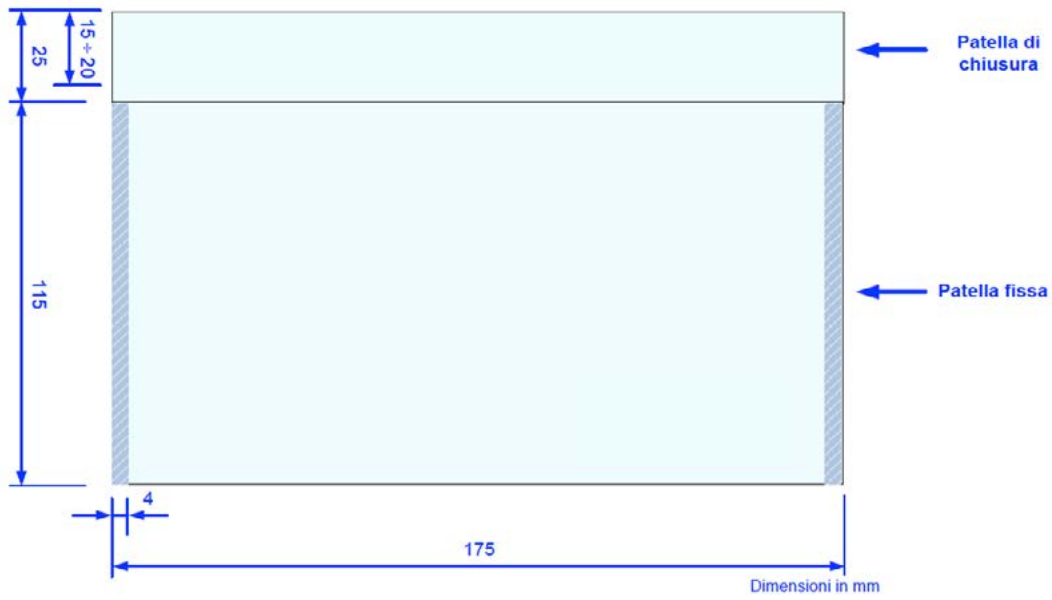 15 ÷ 20
25
Patella di
chiusura
115
Patella fissa
4
175
Dimensioni in mm